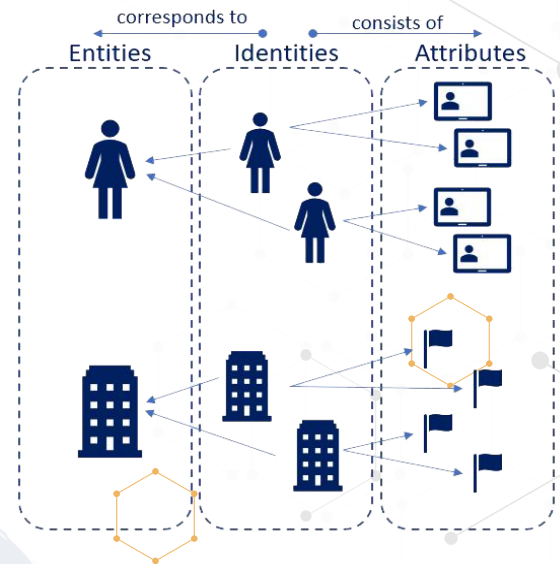 corresponds to
consists of
Entities
Identities
Attributes